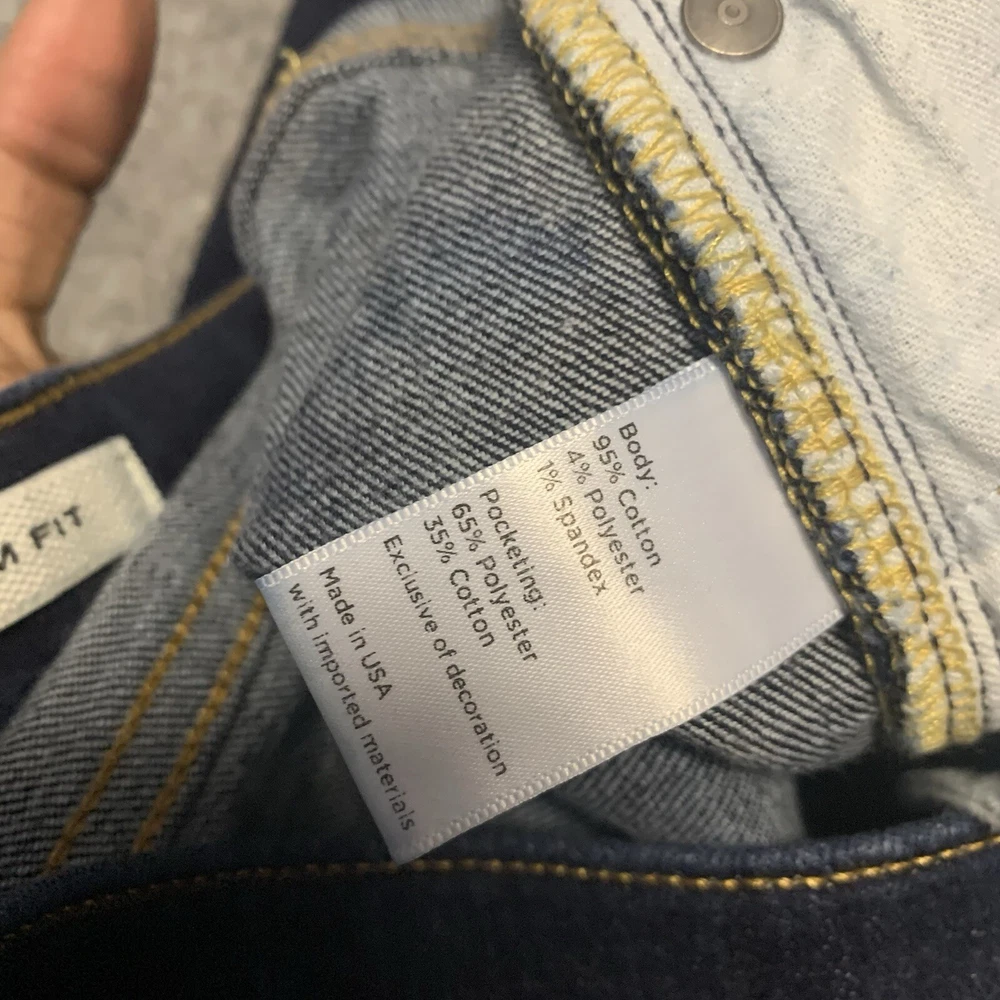 Body:
95% Cotton
4% Polyester
1% Spandex
Pocketing:
65% Polyester
35% Cotton
Exclusive of decoration
Made in USA
with imported materials
FIT